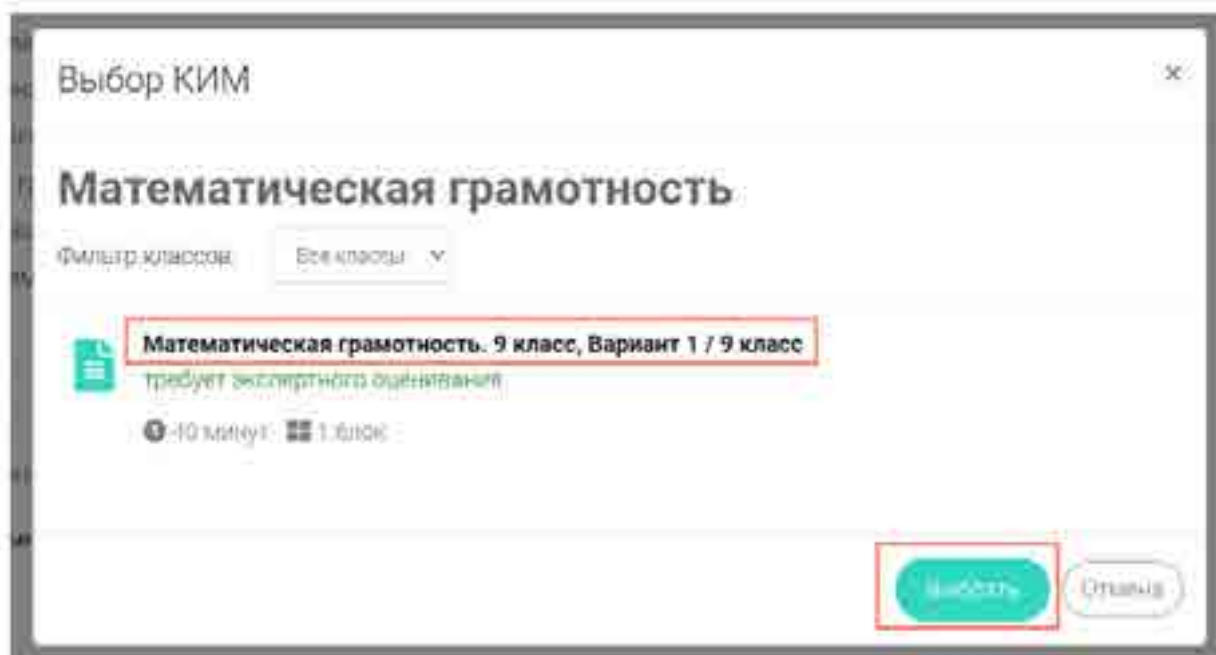 Выбор КИМ
×
Математическая грамотность
Фильтр классов Все классы
Математическая грамотность. 9 класс, Вариант 1 / 9 класс
требует экспертного оценивания
40 минут 1 блок
Выбрать Отмена